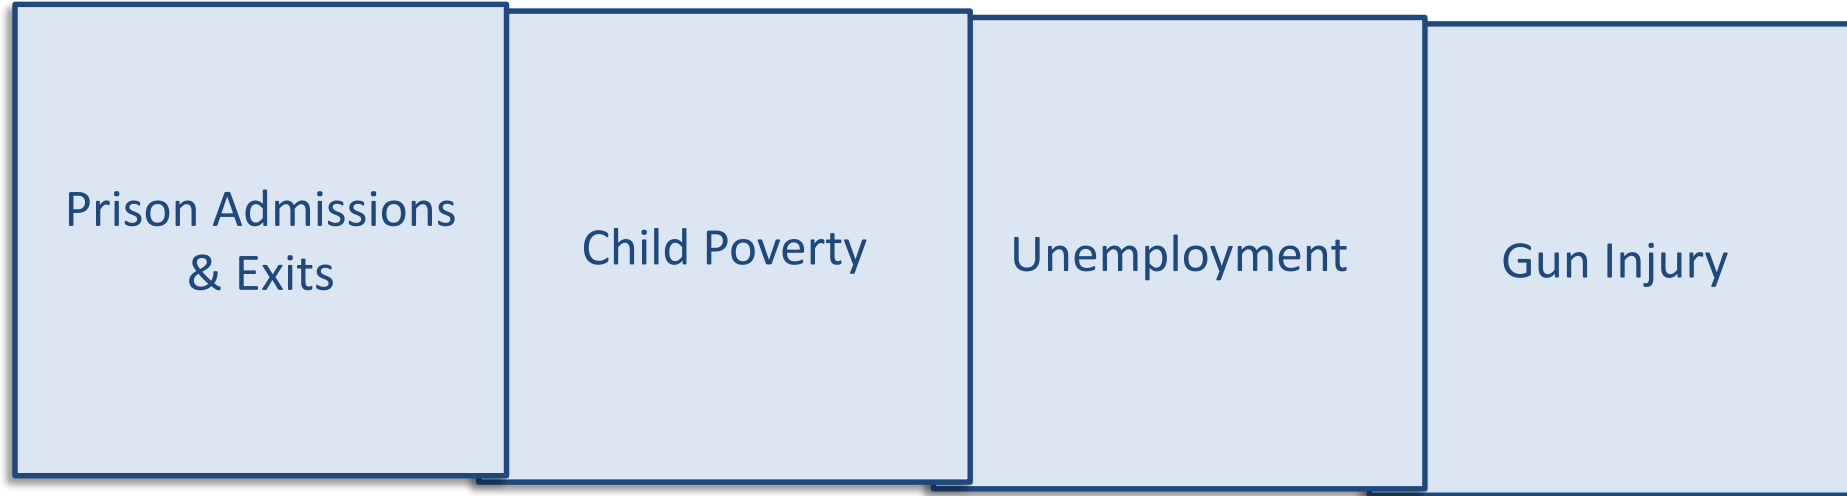 Prison Admissions
& Exits
Child Poverty
Unemployment
Gun Injury